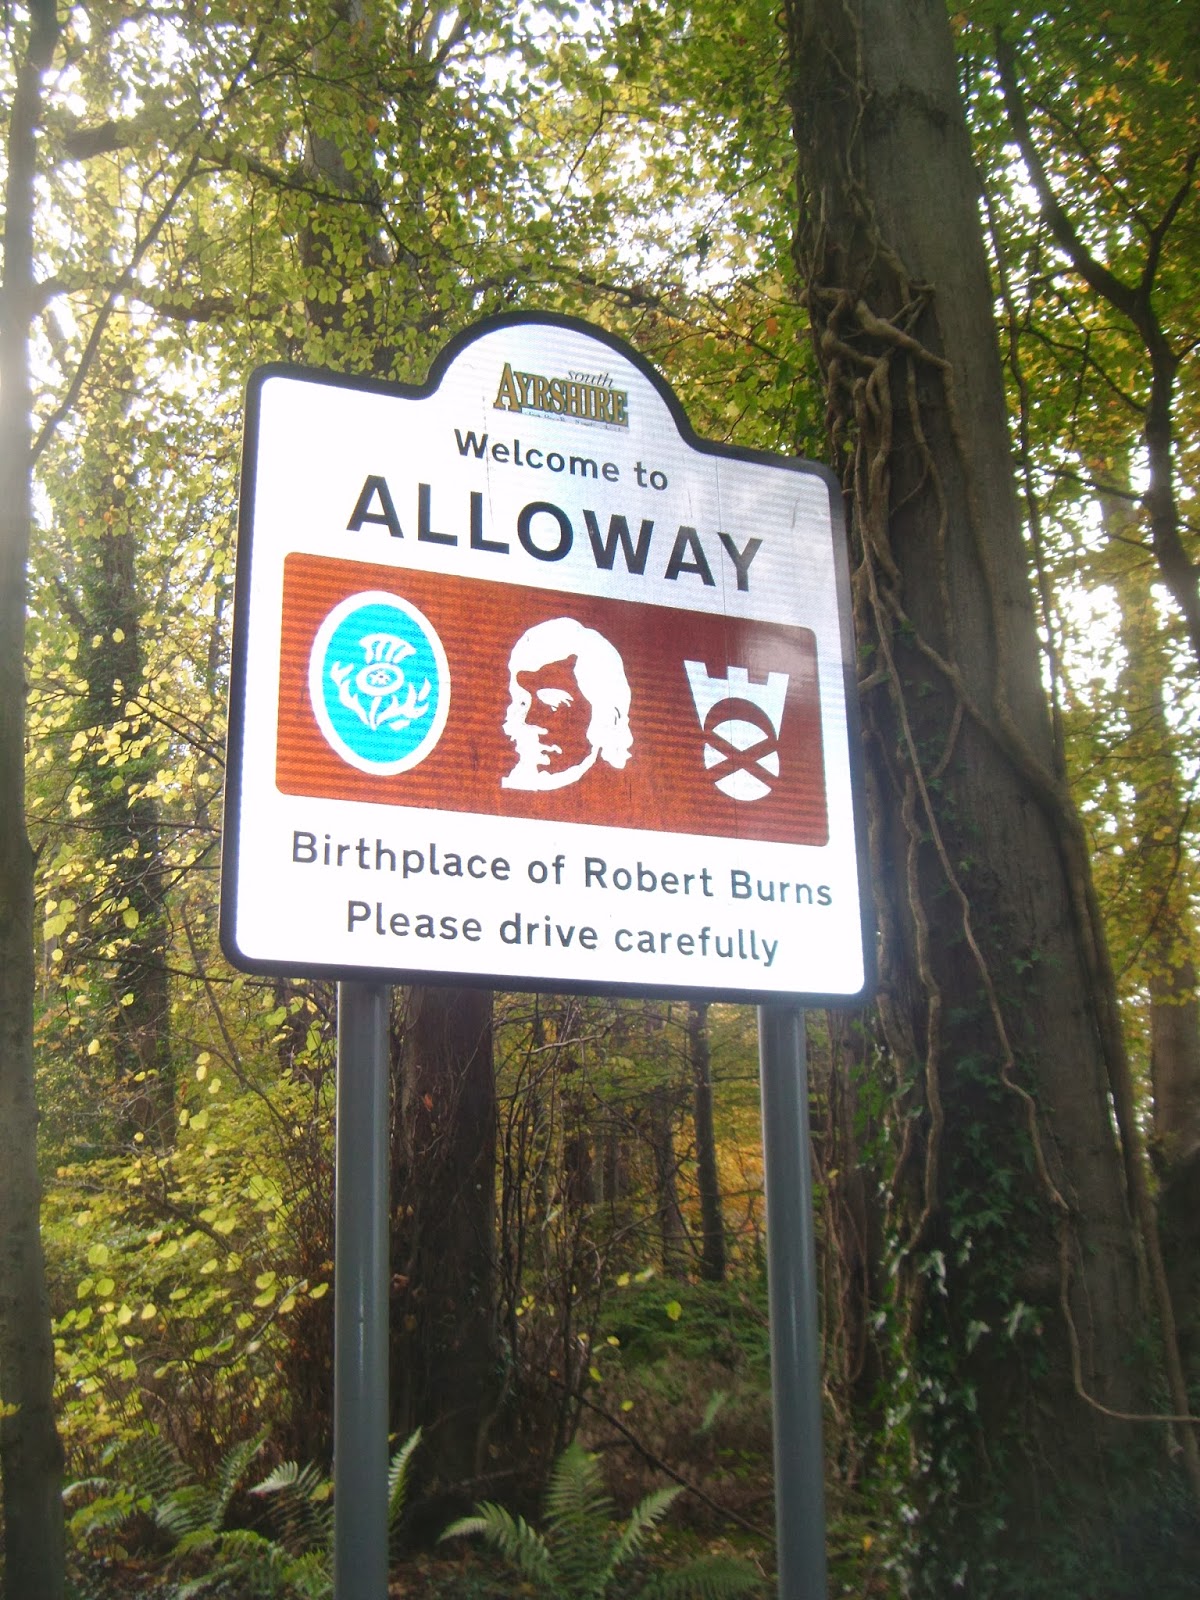 south
AYRSHIRE
Welcome to
ALLOWAY
Birthplace of Robert Burns
Please drive carefully